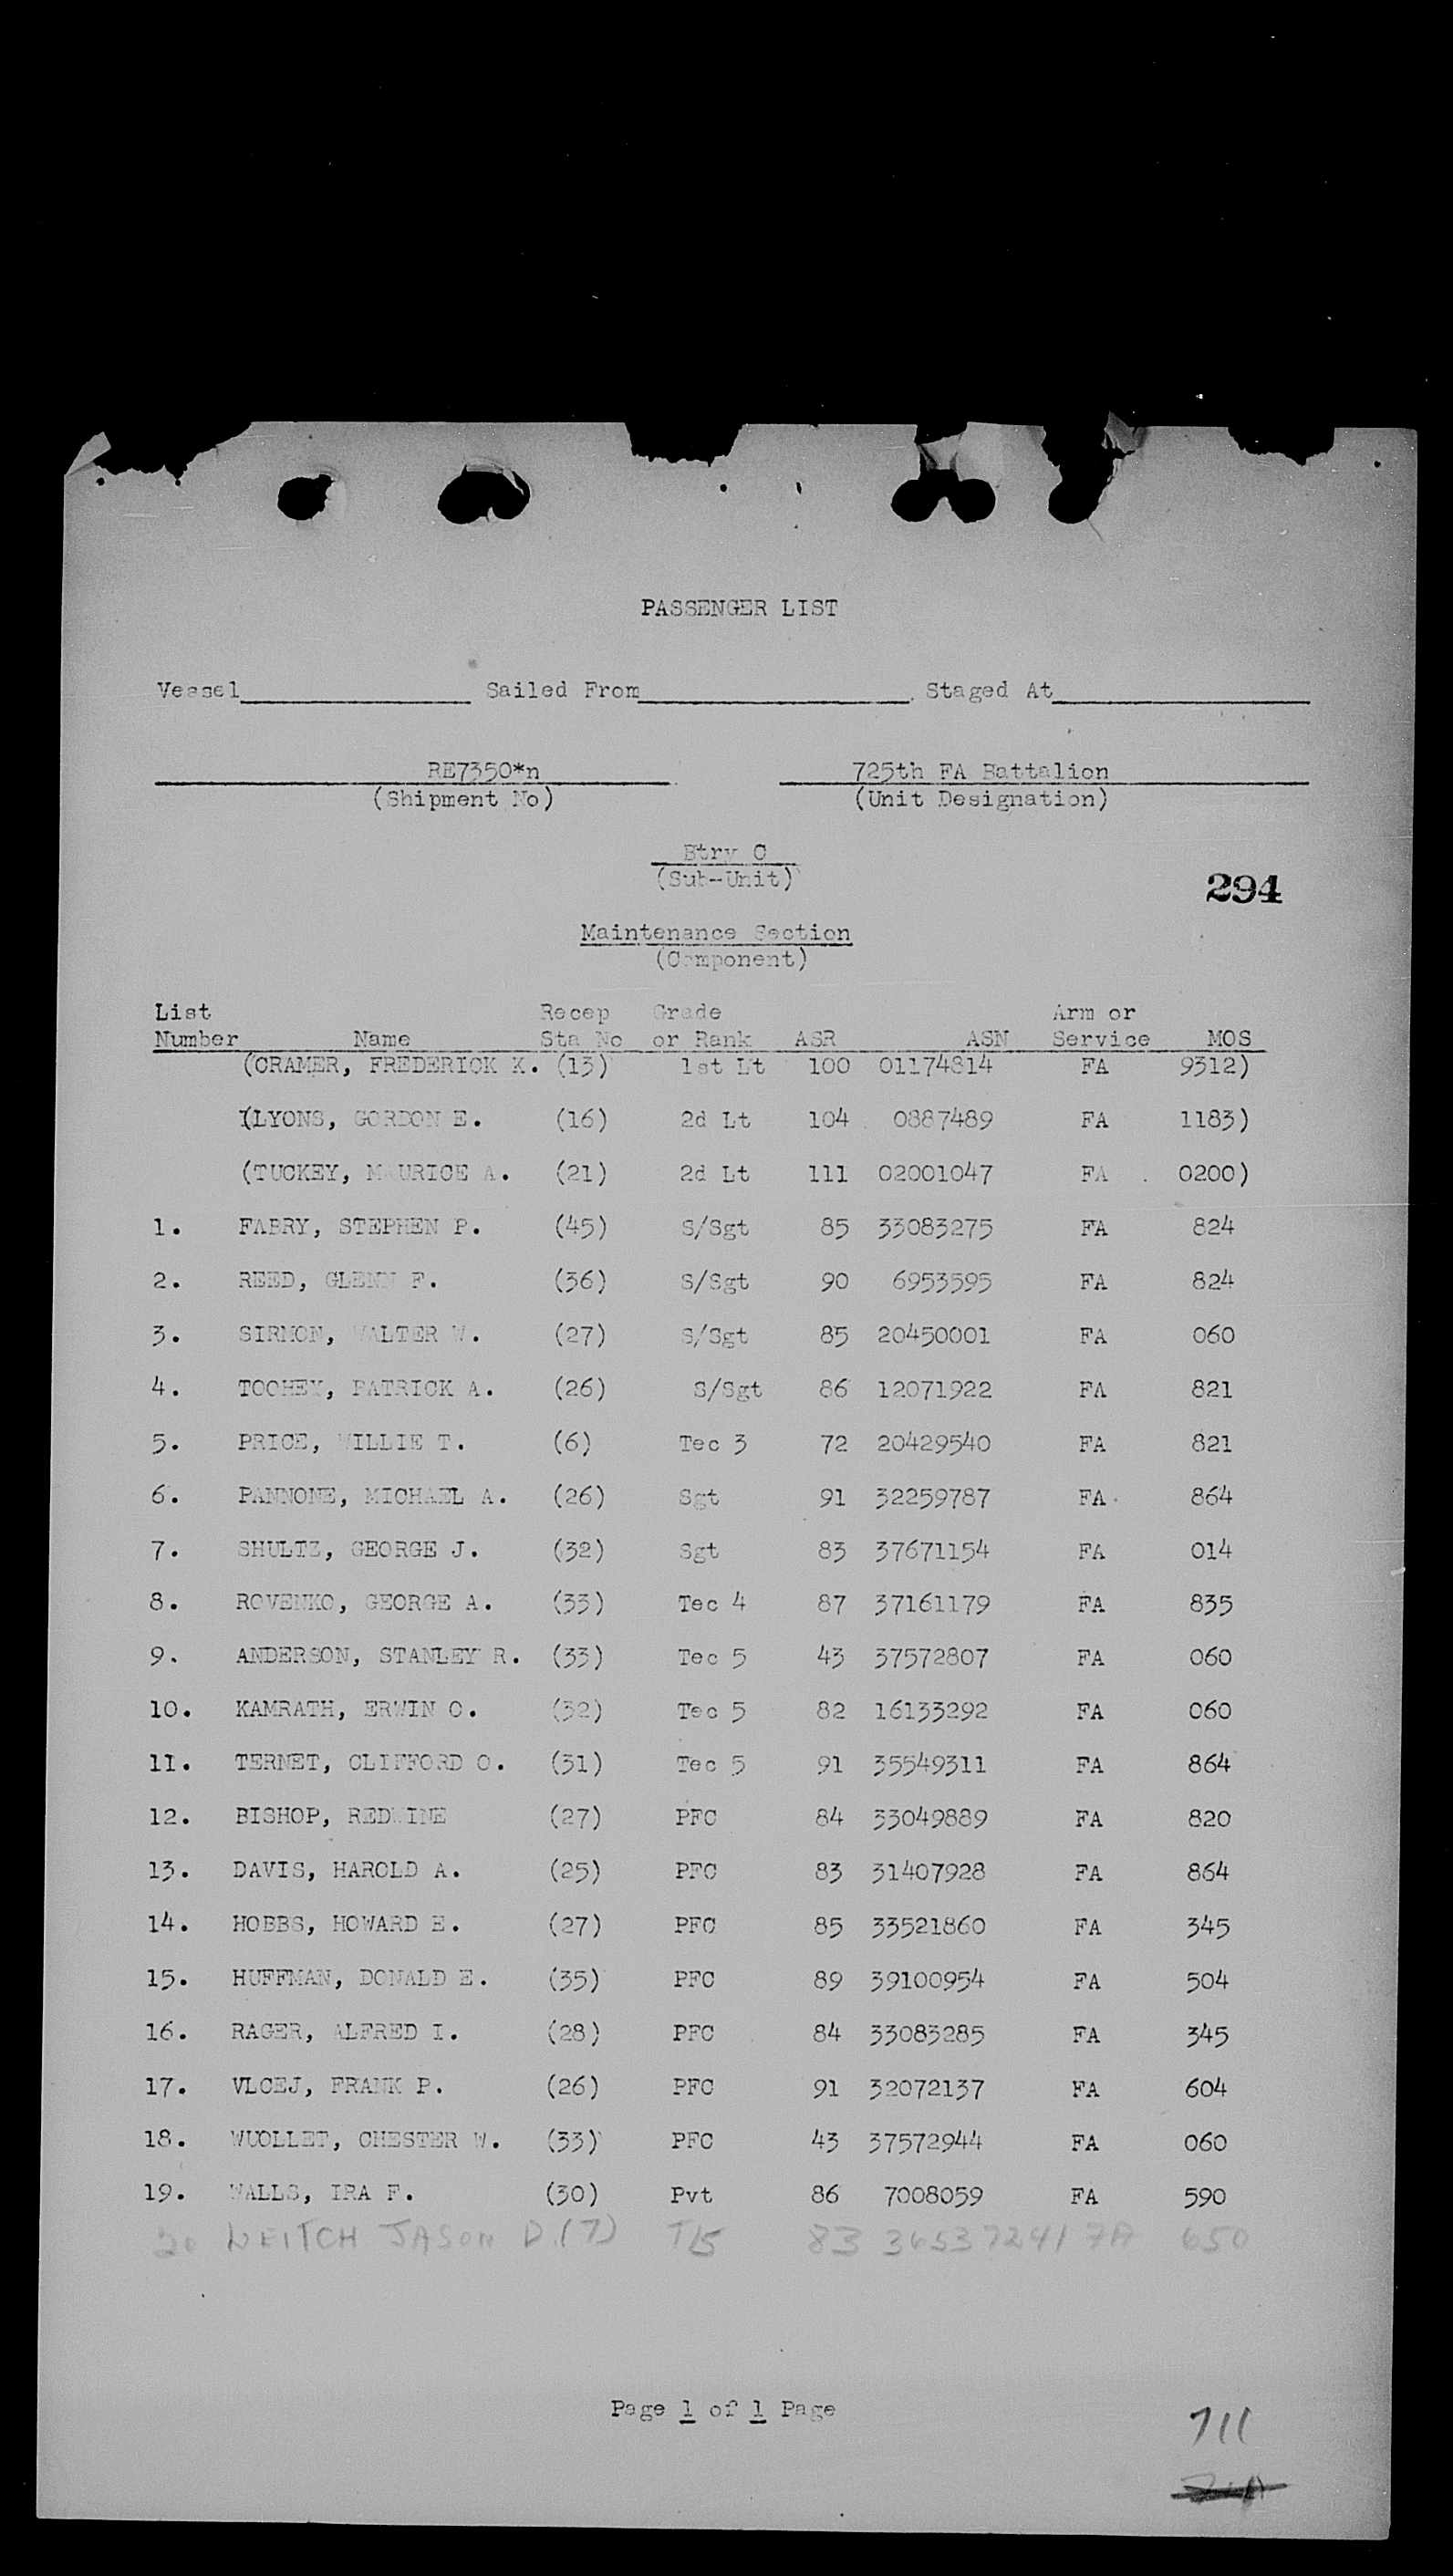 PASSENGER LIST
Vessel Sailed From Staged At
RE7350*n 725th FA Battalion
(Shipment No) (Unit Designation)
Btry C
(Sub-Unit)
294
Maintenance Section
(Component)
List Recep Grade Arm or
Number Name Sta No or Rank ASR ASN Service MOS
(CRAMER, FREDERICK K. (13) 1st Lt 100 01174814 FA 9312)
(LYONS, GORDON E. (16) 2d Lt 104 0887489 FA 1183)
(TUCKEY, MAURICE A. (21) 2d Lt 111 02001047 FA 0200)
1. FABRY, STEPHEN P. (45) S/Sgt 85 33083275 FA 824
2. REED, GLENN F. (36) S/Sgt 90 6953595 FA 824
3. SIRMON, WALTER W. (27) S/Sgt 85 20450001 FA 060
4. TOOHEY, PATRICK A. (26) S/Sgt 86 12071922 FA 821
5. PRICE, WILLIE T. (6) Tec 3 72 20429540 FA 821
6. PANNONE, MICHAEL A. (26) Sgt 91 32259787 FA 864
7. SHULTZ, GEORGE J. (32) Sgt 83 37671154 FA 014
8. ROVENKO, GEORGE A. (33) Tec 4 87 37161179 FA 835
9. ANDERSON, STANLEY R. (33) Tec 5 43 37572807 FA 060
10. KAMRATH, ERWIN O. (32) Tec 5 82 16133292 FA 060
11. TERNET, CLIFFORD O. (31) Tec 5 91 35549311 FA 864
12. BISHOP, REDWINE (27) PFC 84 33049889 FA 820
13. DAVIS, HAROLD A. (25) PFC 83 31407928 FA 864
14. HOBBS, HOWARD E. (27) PFC 85 33521860 FA 345
15. HUFFMAN, DONALD E. (35) PFC 89 39100954 FA 504
16. RAGER, ALFRED I. (28) PFC 84 33083285 FA 345
17. VLCEJ, FRANK P. (26) PFC 91 32072137 FA 604
18. WUOLLET, CHESTER W. (33) PFC 43 37572944 FA 060
19. WALLS, IRA F. (30) Pvt 86 7008059 FA 590
20 WEITCH JASON D. (7) T/5 83 36537241 FA 650
Page 1 of 1 Page
711